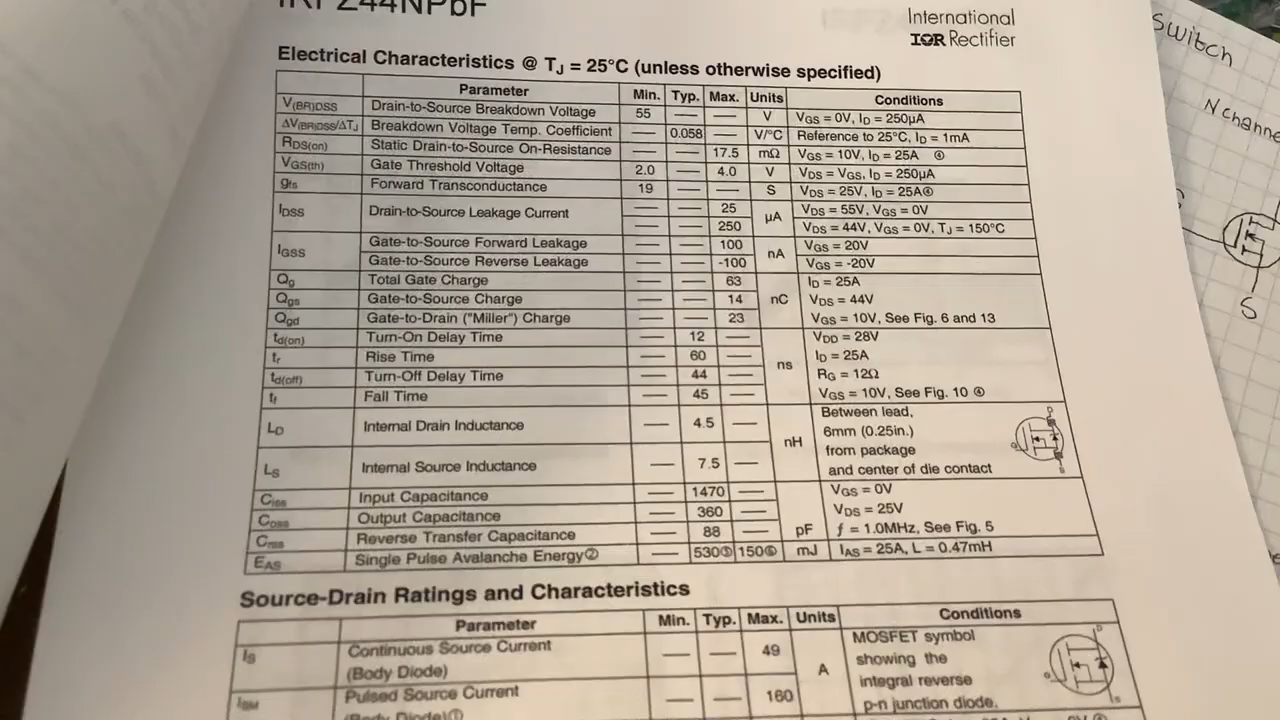 IRFZ44NPbF
International
IOR Rectifier
Electrical Characteristics @ TJ = 25°C (unless otherwise specified)
Parameter Min. Typ. Max. Units Conditions
V(BR)DSS Drain-to-Source Breakdown Voltage 55 — — V VGS = 0V, ID = 250µA
ΔV(BR)DSS/ΔTJ Breakdown Voltage Temp. Coefficient — 0.058 — V/°C Reference to 25°C, ID = 1mA
RDS(on) Static Drain-to-Source On-Resistance — — 17.5 mΩ VGS = 10V, ID = 25A ④
VGS(th) Gate Threshold Voltage 2.0 — 4.0 V VDS = VGS, ID = 250µA
gfs Forward Transconductance 19 — — S VDS = 25V, ID = 25A④
IDSS Drain-to-Source Leakage Current — — 25 µA VDS = 55V, VGS = 0V
— — 250 VDS = 44V, VGS = 0V, TJ = 150°C
IGSS Gate-to-Source Forward Leakage — — 100 nA VGS = 20V
Gate-to-Source Reverse Leakage — — -100 VGS = -20V
Qg Total Gate Charge — — 63 ID = 25A
Qgs Gate-to-Source Charge — — 14 nC VDS = 44V
Qgd Gate-to-Drain ("Miller") Charge — — 23 VGS = 10V, See Fig. 6 and 13
td(on) Turn-On Delay Time — 12 — VDD = 28V
tr Rise Time — 60 — ns ID = 25A
td(off) Turn-Off Delay Time — 44 — RG = 12Ω
tf Fall Time — 45 — VGS = 10V, See Fig. 10 ④
LD Internal Drain Inductance — 4.5 — nH Between lead,
6mm (0.25in.)
from package
LS Internal Source Inductance — 7.5 — and center of die contact
D
G
S
Ciss Input Capacitance — 1470 — VGS = 0V
Coss Output Capacitance — 360 — VDS = 25V
Crss Reverse Transfer Capacitance — 88 — pF ƒ = 1.0MHz, See Fig. 5
EAS Single Pulse Avalanche Energy② — 530⑤ 150⑥ mJ IAS = 25A, L = 0.47mH
Source-Drain Ratings and Characteristics
Parameter Min. Typ. Max. Units Conditions
IS Continuous Source Current — — 49 A MOSFET symbol
(Body Diode) showing the
ISM Pulsed Source Current — — 160 integral reverse
(Body Diode)① p-n junction diode.
D
G
S
Switch
N channe
S